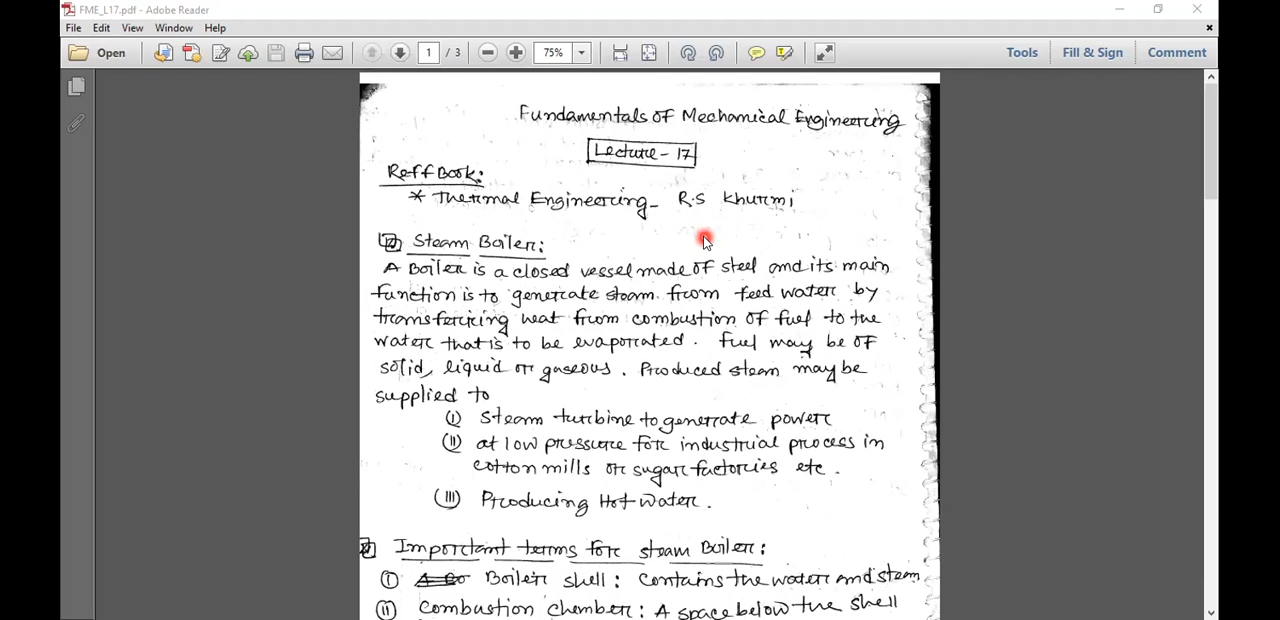 FME_L17.pdf - Adobe Reader
File Edit View Window Help
Open 1 / 3 75% Tools Fill & Sign Comment
Fundamentals of Mechanical Engineering
Lecture - 17
Reff Book:
* Thermal Engineering - R.S Khurmi
Steam Boiler:
A Boiler is a closed vessel made of steel and its main
function is to generate steam from feed water by
transferring heat from combustion of fuel to the
water that is to be evaporated. Fuel may be of
solid, liquid or gaseous. Produced steam may be
supplied to
(I) Steam turbine to generate power
(II) at low pressure for industrial process in
cotton mills or sugar factories etc.
(III) Producing Hot water.
Important terms for steam Boiler:
(I) Boiler shell: Contains the water and steam
(II) Combustion chember: A space below the shell